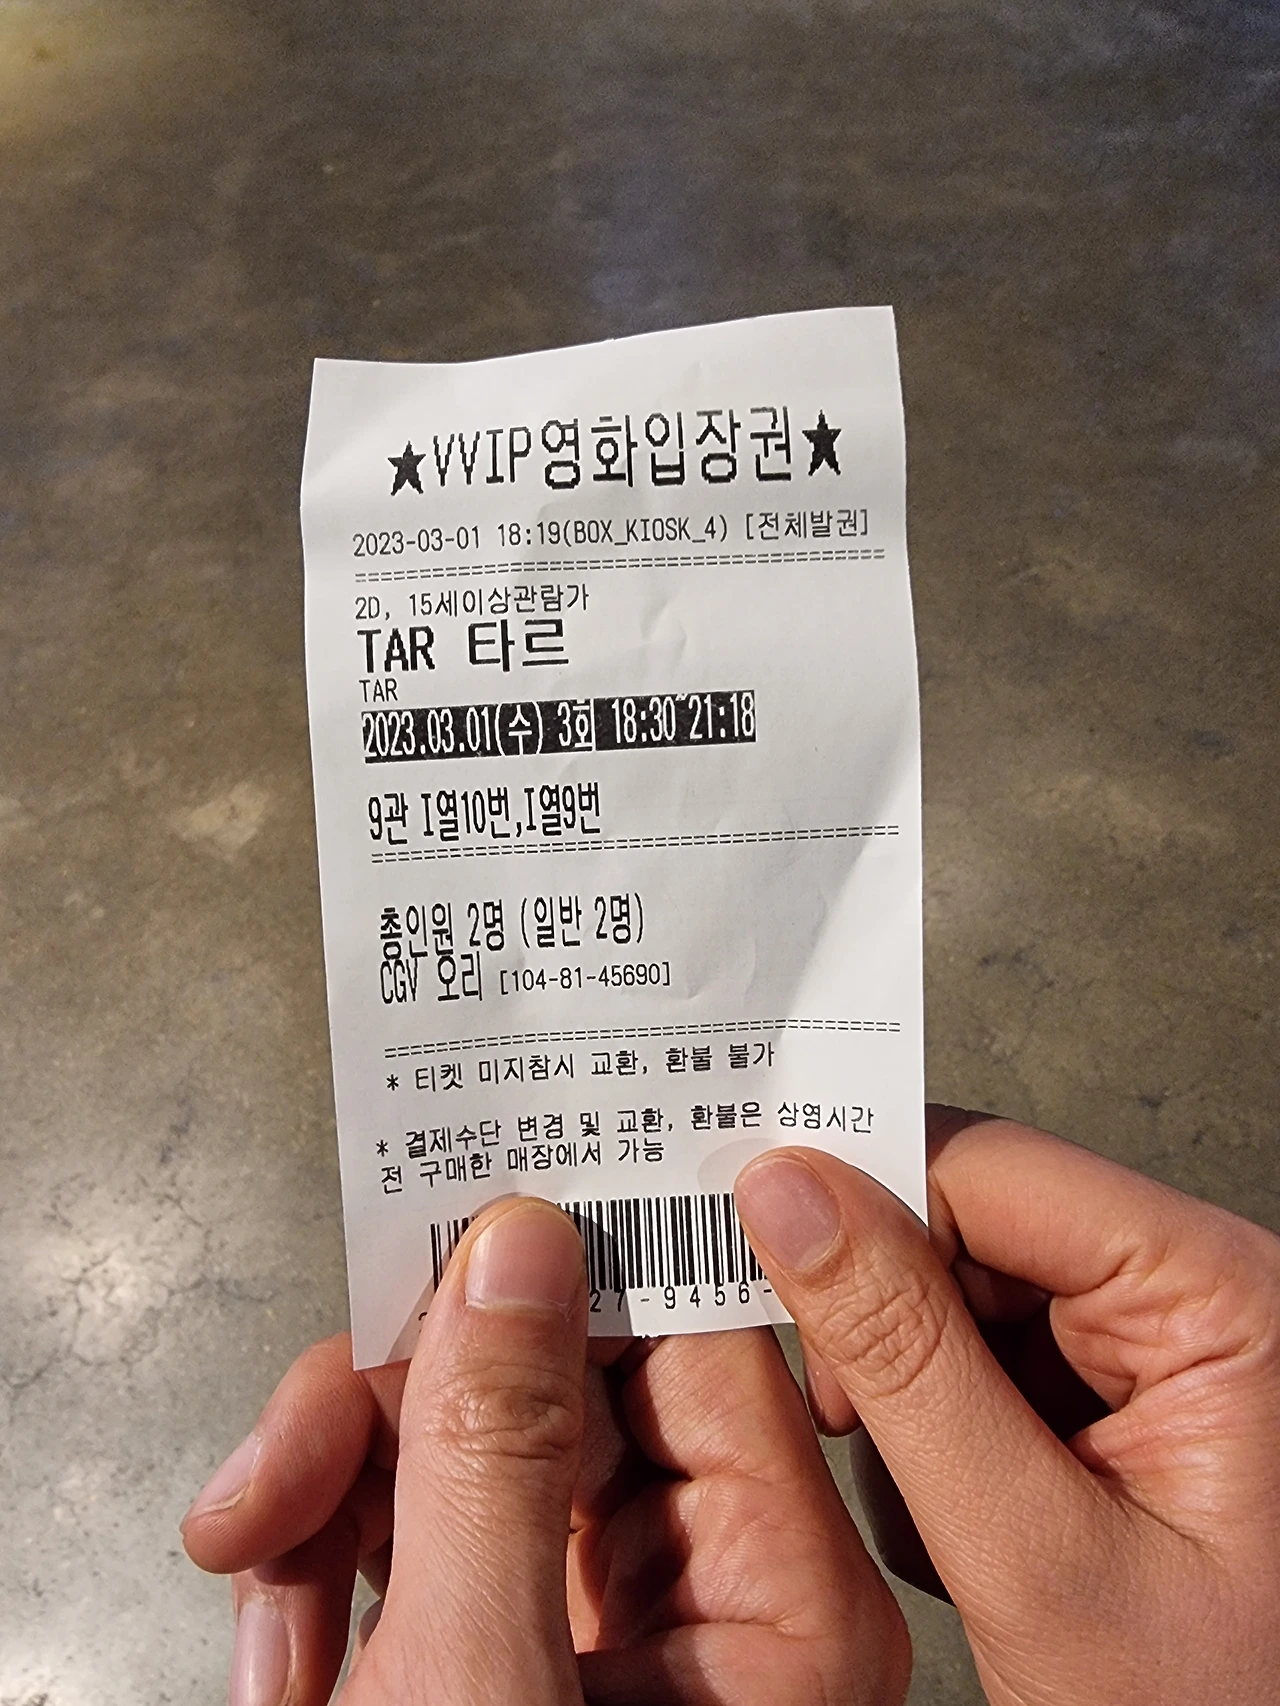 ★VVIP영화입장권★
2023-03-01 18:19(BOX_KIOSK_4) [전체발권]
================================================
2D, 15세이상관람가
TAR 타르
TAR
2023.03.01(수) 3회 18:30~21:18
9관 I열10번,I열9번
================================================
총인원 2명 (일반 2명)
CGV 오리 [104-81-45690]
================================================
* 티켓 미지참시 교환, 환불 불가
* 결제수단 변경 및 교환, 환불은 상영시간
전 구매한 매장에서 가능
27-9456-